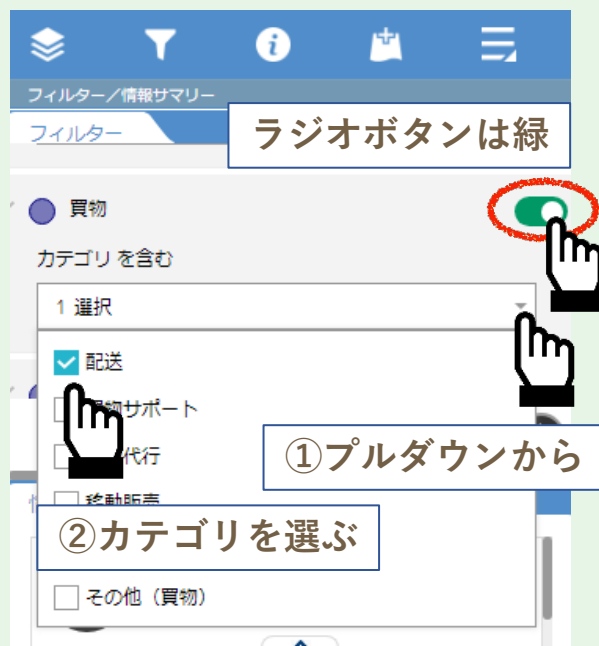 フィルター/情報サマリー
フィルター
ラジオボタンは緑
買物
カテゴリ を含む
1 選択
配送
物サポート
代行
①プルダウンから
移動販売
②カテゴリを選ぶ
その他（買物）